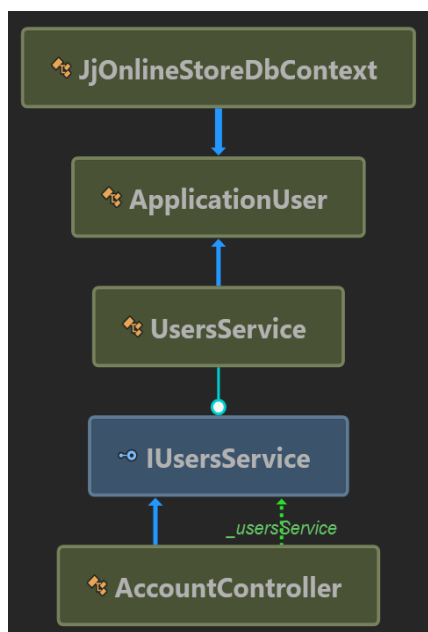 JjOnlineStoreDbContext
ApplicationUser
UsersService
IUsersService
_usersService
AccountController